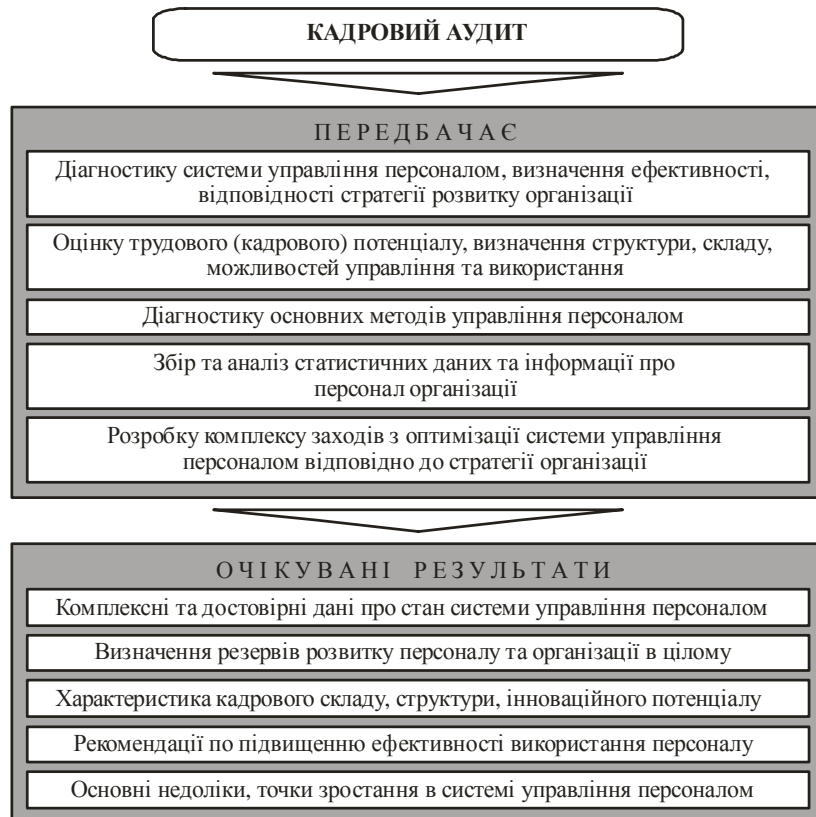 КАДРОВИЙ АУДИТ
ПЕРЕДБАЧАЄ
Діагностику системи управління персоналом, визначення ефективності,
відповідності стратегії розвитку організації
Оцінку трудового (кадрового) потенціалу, визначення структури, складу,
можливостей управління та використання
Діагностику основних методів управління персоналом
Збір та аналіз статистичних даних та інформації про
персонал організації
Розробку комплексу заходів з оптимізації системи управління
персоналом відповідно до стратегії організації
ОЧІКУВАНІ РЕЗУЛЬТАТИ
Комплексні та достовірні дані про стан системи управління персоналом
Визначення резервів розвитку персоналу та організації в цілому
Характеристика кадрового складу, структури, інноваційного потенціалу
Рекомендації по підвищенню ефективності використання персоналу
Основні недоліки, точки зростання в системі управління персоналом